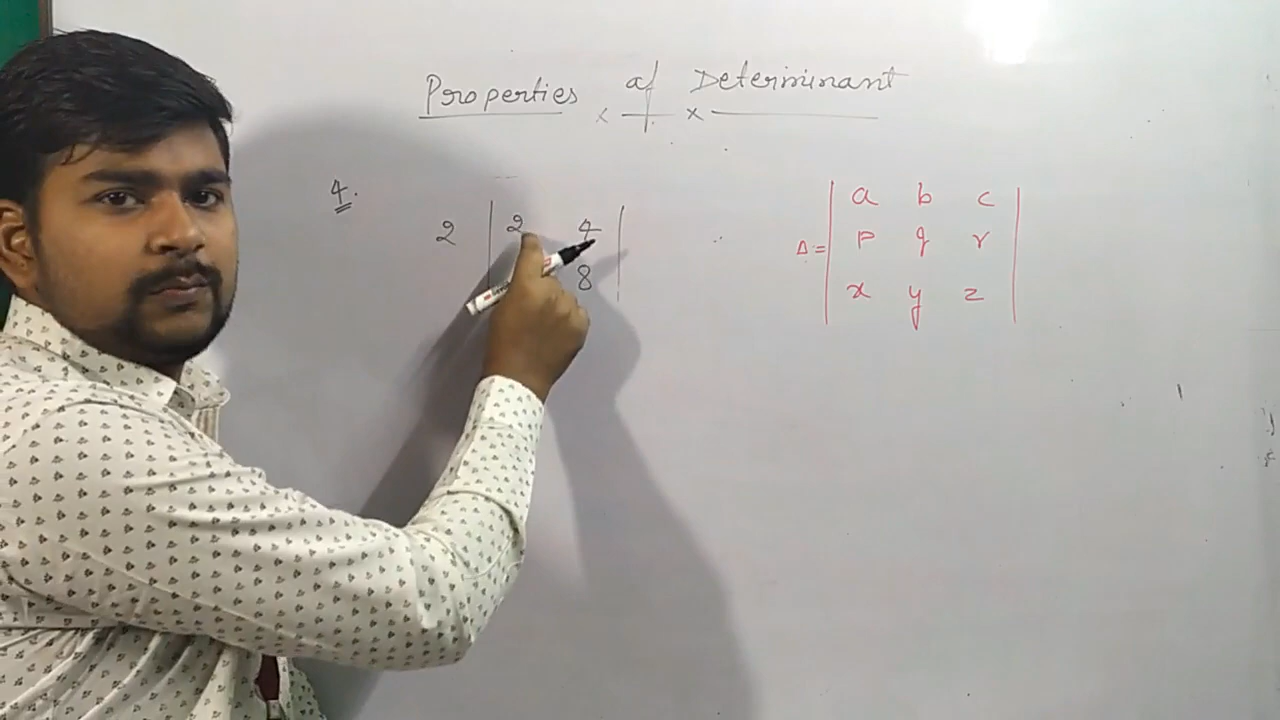 Properties of Determinant
x + x
4.
2 | 2 4 |
8
Δ = | a b c |
p q r
x y z